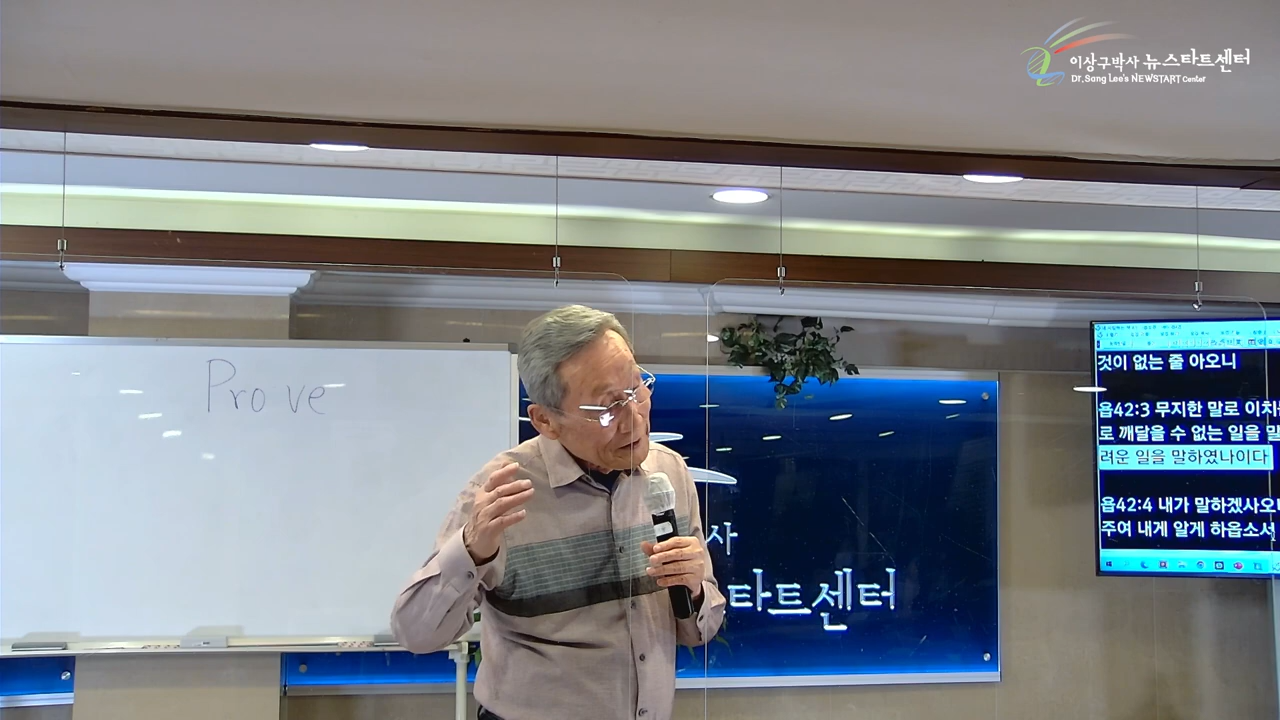 이상구박사 뉴스타트센터
Dr. Sang Lee's NEWSTART Center
Prove
것이 없는 줄 아오니
욥42:3 무지한 말로 이치
로 깨달을 수 없는 일을 말
려운 일을 말하였나이다
욥42:4 내가 말하겠사오
주여 내게 알게 하옵소서
사
타트센터